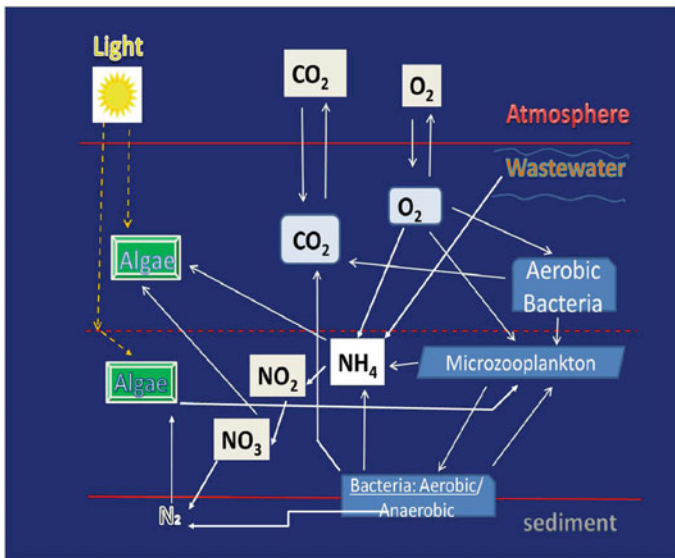 Light
CO₂
O₂
Atmosphere
Wastewater
O₂
CO₂
Algae
Aerobic
Bacteria
NH₄
Microzooplankton
NO₂
Algae
NO₃
Bacteria: Aerobic/
Anaerobic
N₂
sediment